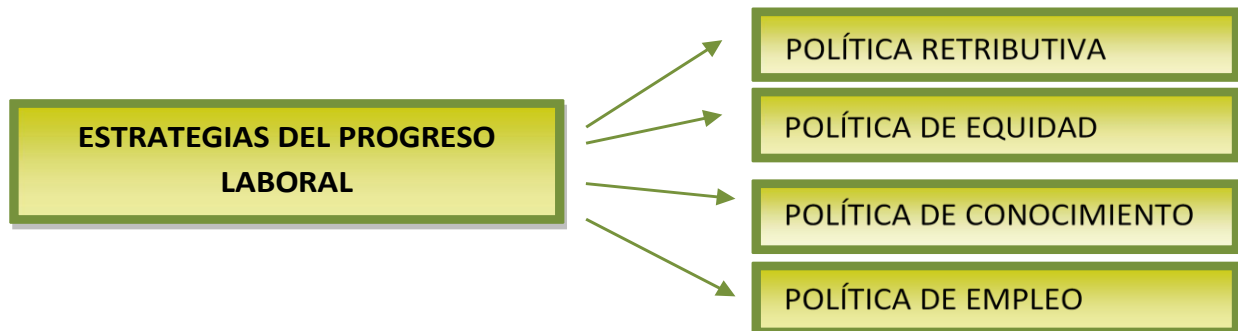 ESTRATEGIAS DEL PROGRESO
LABORAL
POLÍTICA RETRIBUTIVA
POLÍTICA DE EQUIDAD
POLÍTICA DE CONOCIMIENTO
POLÍTICA DE EMPLEO